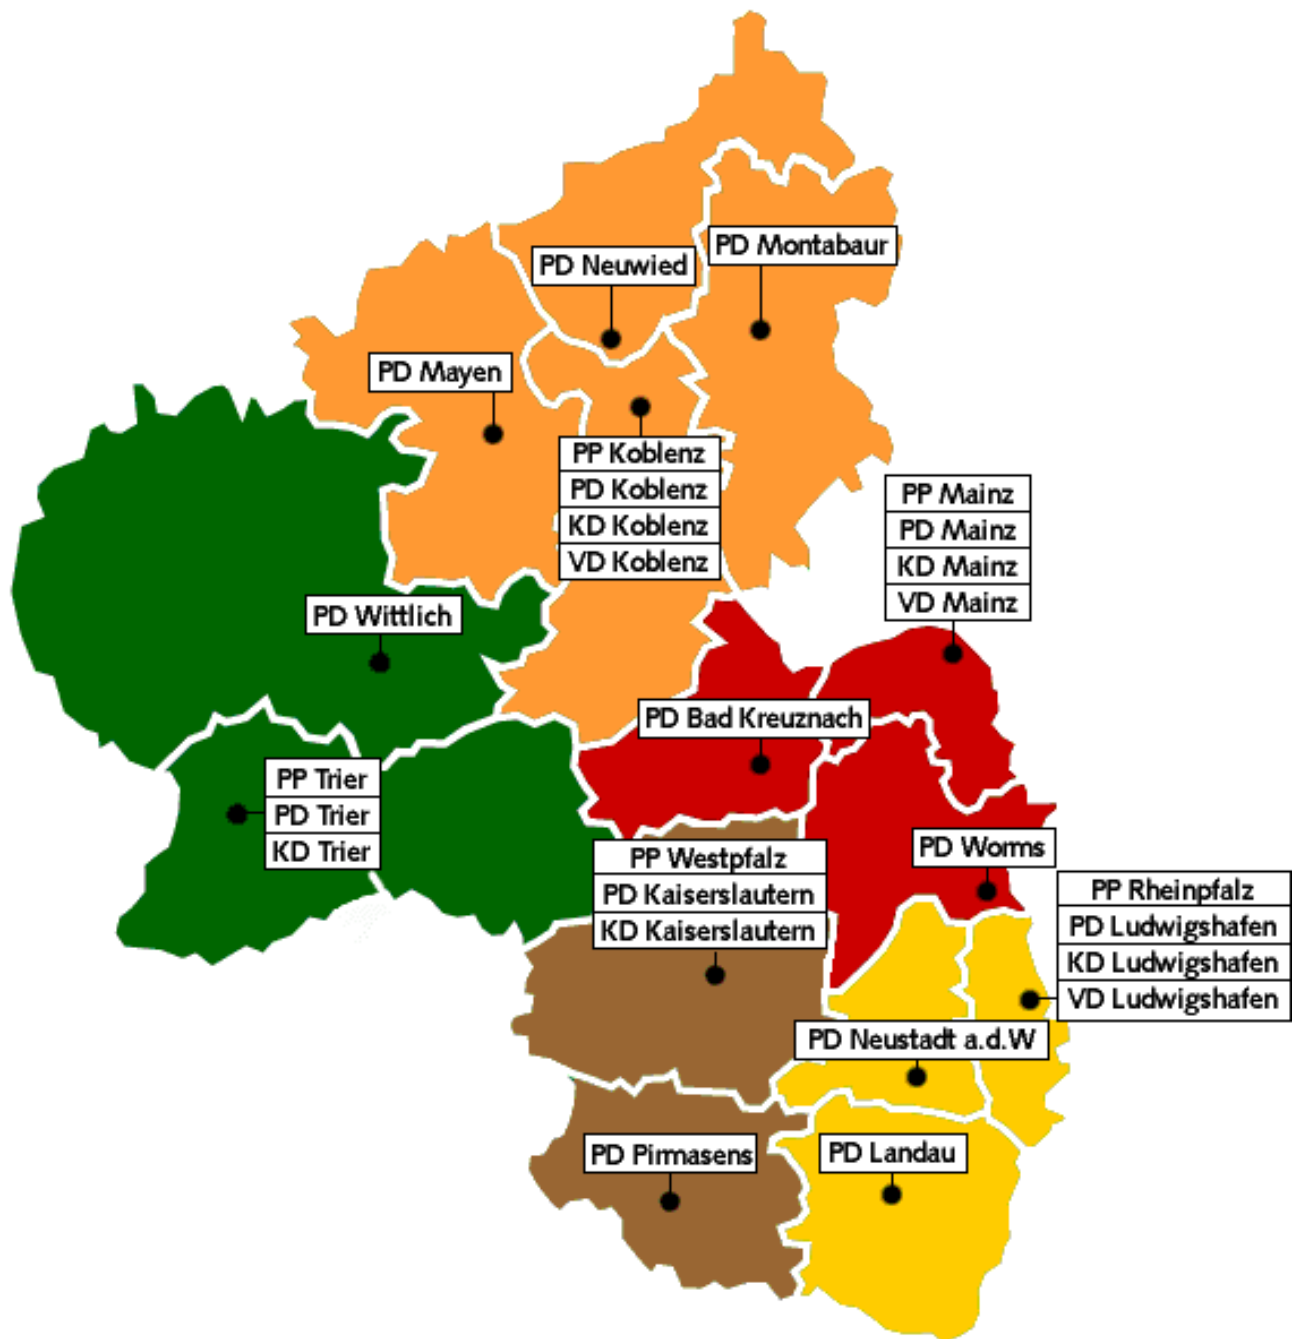 PD Montabaur
PD Neuwied
PD Mayen
PP Koblenz
PD Koblenz
KD Koblenz
VD Koblenz
PP Mainz
PD Mainz
KD Mainz
VD Mainz
PD Wittlich
PD Bad Kreuznach
PP Trier
PD Trier
KD Trier
PD Worms
PP Westpfalz
PD Kaiserslautern
KD Kaiserslautern
PP Rheinpfalz
PD Ludwigshafen
KD Ludwigshafen
VD Ludwigshafen
PD Neustadt a.d.W
PD Pirmasens
PD Landau